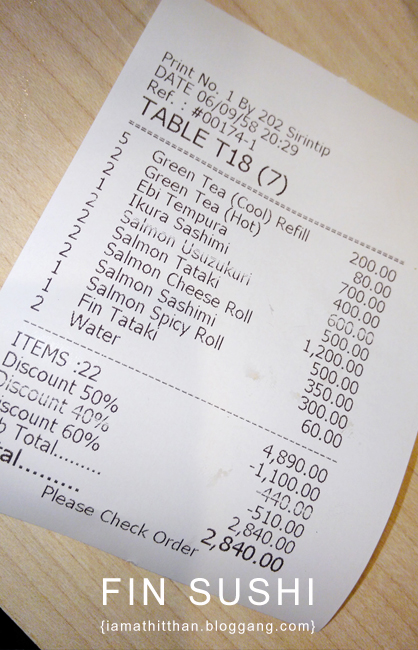 Print No. 1 By 202 Sirintip
DATE 06/09/58 20:29
Ref. : #00174-1
TABLE T18 (7)
5 Green Tea (Cool) Refill 200.00
2 Green Tea (Hot) 80.00
2 Ebi Tempura 700.00
1 Ikura Sashimi 400.00
2 Salmon Usuzukuri 600.00
2 Salmon Tataki 500.00
2 Salmon Cheese Roll 1,200.00
2 Salmon Sashimi 500.00
1 Salmon Spicy Roll 350.00
1 Fin Tataki 300.00
2 Water 60.00
ITEMS :22 4,890.00
Discount 50% -1,100.00
Discount 40% -440.00
iscount 60% -510.00
b Total......... 2,840.00
tal......... 2,840.00
Please Check Order
FIN SUSHI
{iamathitthan.bloggang.com}